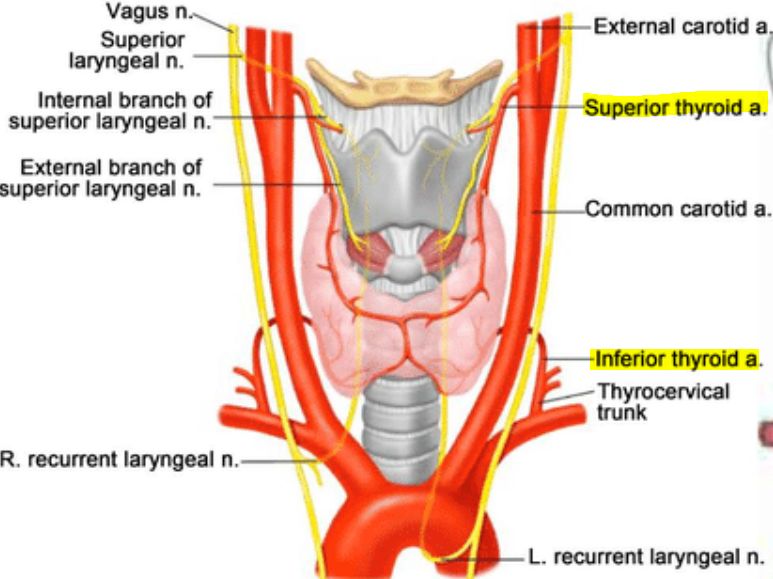 Vagus n.
Superior
laryngeal n.
Internal branch of
superior laryngeal n.
External branch of
superior laryngeal n.
R. recurrent laryngeal n.
External carotid a.
Superior thyroid a.
Common carotid a.
Inferior thyroid a.
Thyrocervical
trunk
L. recurrent laryngeal n.